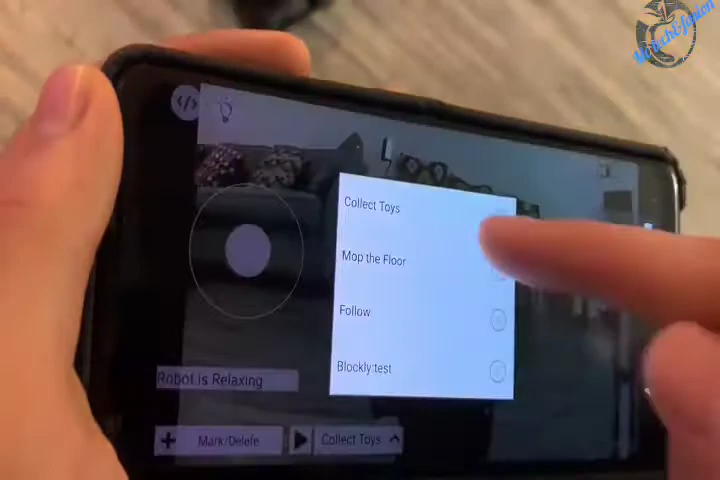 </>
Collect Toys
Mop the Floor
Follow
Blockly test
Robot is Relaxing
Mark/Delete
Collect Toys